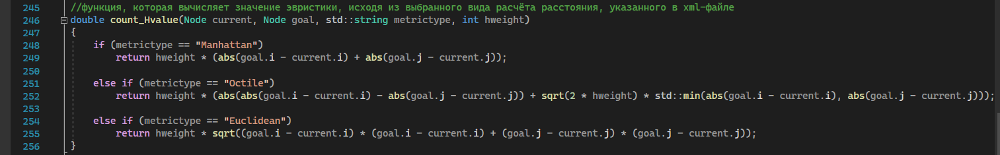 245 //функция, которая вычисляет значение эвристики, исходя из выбранного вида расчёта расстояния, указанного в xml-файле
246 double count_Hvalue(Node current, Node goal, std::string metrictype, int hweight)
247 {
248 if (metrictype == "Manhattan")
249 return hweight * (abs(goal.i - current.i) + abs(goal.j - current.j));
250
251 else if (metrictype == "Octile")
252 return hweight * (abs(abs(goal.i - current.i) - abs(goal.j - current.j)) + sqrt(2 * hweight) * std::min(abs(goal.i - current.i), abs(goal.j - current.j)));
253
254 else if (metrictype == "Euclidean")
255 return hweight * sqrt((goal.i - current.i) * (goal.i - current.i) + (goal.j - current.j) * (goal.j - current.j));
256 }